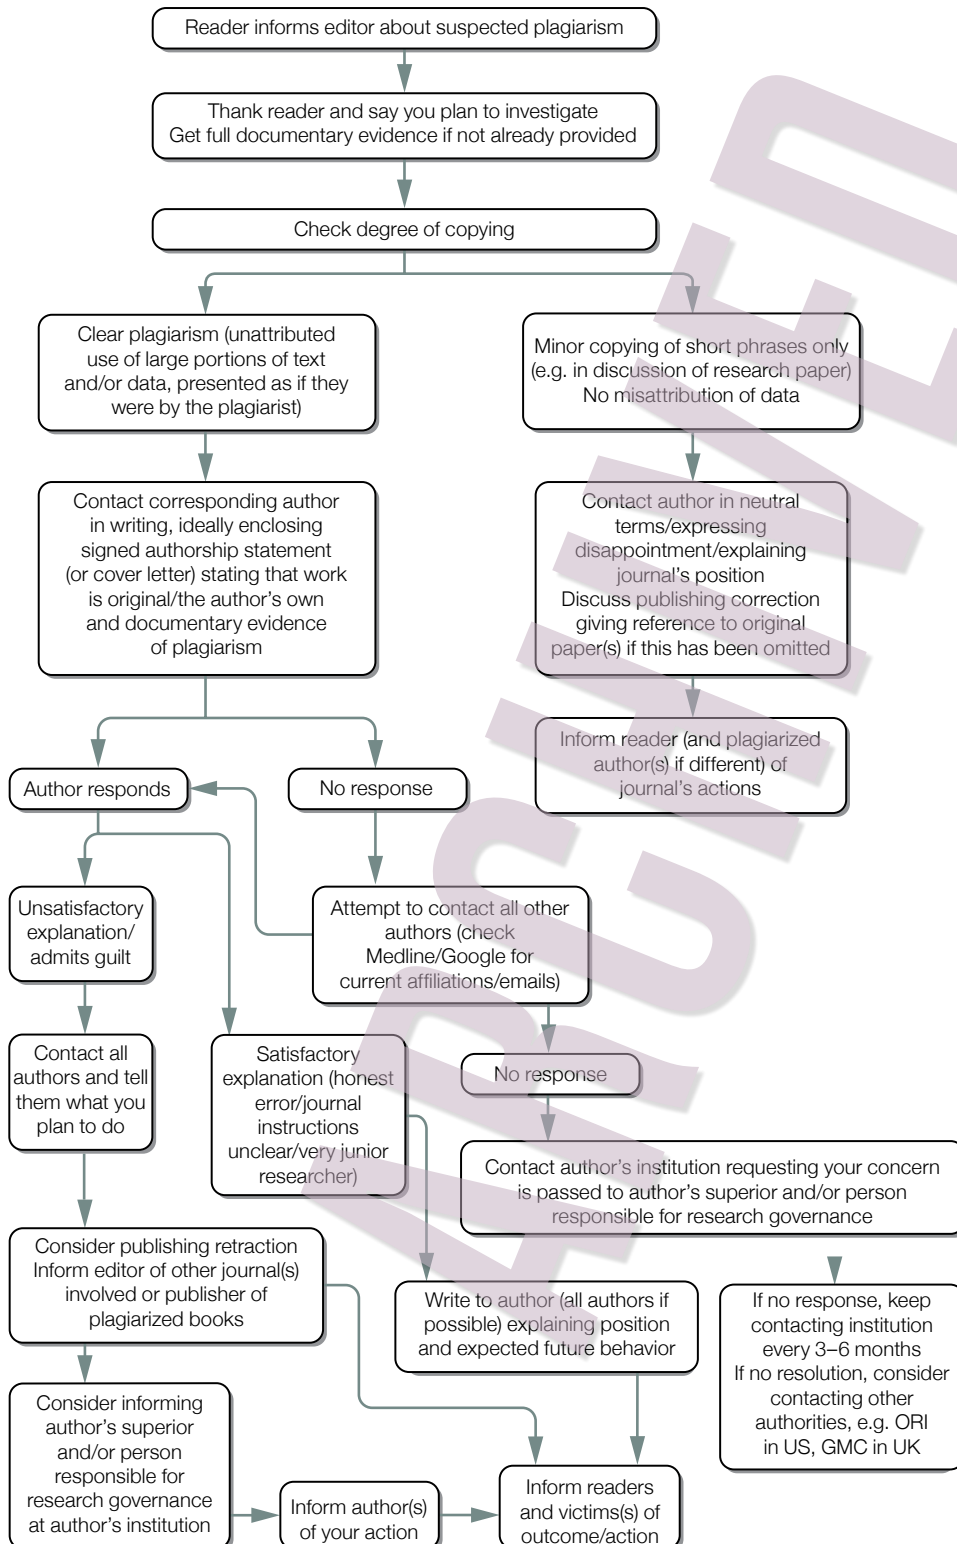 Reader informs editor about suspected plagiarism
Thank reader and say you plan to investigate
Get full documentary evidence if not already provided
Check degree of copying
Clear plagiarism (unattributed
use of large portions of text
and/or data, presented as if they
were by the plagiarist)
Minor copying of short phrases only
(e.g. in discussion of research paper)
No misattribution of data
Contact corresponding author
in writing, ideally enclosing
signed authorship statement
(or cover letter) stating that work
is original/the author's own
and documentary evidence
of plagiarism
Contact author in neutral
terms/expressing
disappointment/explaining
journal's position
Discuss publishing correction
giving reference to original
paper(s) if this has been omitted
Inform reader (and plagiarized
author(s) if different) of
journal's actions
Author responds
No response
Unsatisfactory
explanation/
admits guilt
Attempt to contact all other
authors (check
Medline/Google for
current affiliations/emails)
Contact all
authors and tell
them what you
plan to do
Satisfactory
explanation (honest
error/journal
instructions
unclear/very junior
researcher)
No response
Contact author's institution requesting your concern
is passed to author's superior and/or person
responsible for research governance
Consider publishing retraction
Inform editor of other journal(s)
involved or publisher of
plagiarized books
Write to author (all authors if
possible) explaining position
and expected future behavior
If no response, keep
contacting institution
every 3–6 months
If no resolution, consider
contacting other
authorities, e.g. ORI
in US, GMC in UK
Consider informing
author's superior
and/or person
responsible for
research governance
at author's institution
Inform author(s)
of your action
Inform readers
and victims(s) of
outcome/action
ARCHIVED